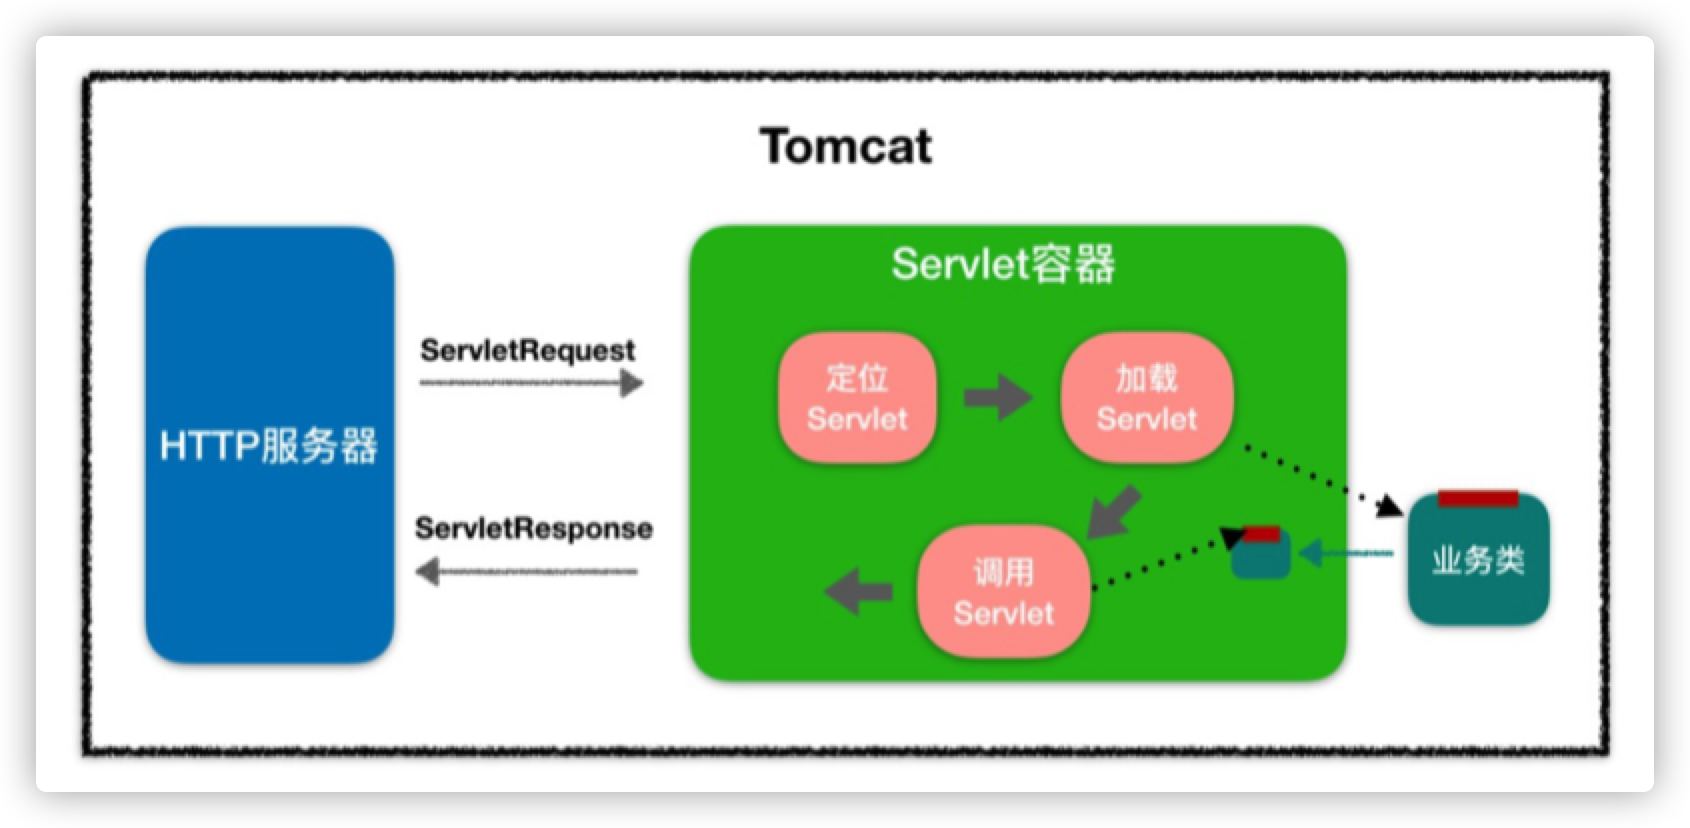 Tomcat
HTTP服务器
ServletRequest
ServletResponse
Servlet容器
定位
Servlet
加载
Servlet
调用
Servlet
业务类